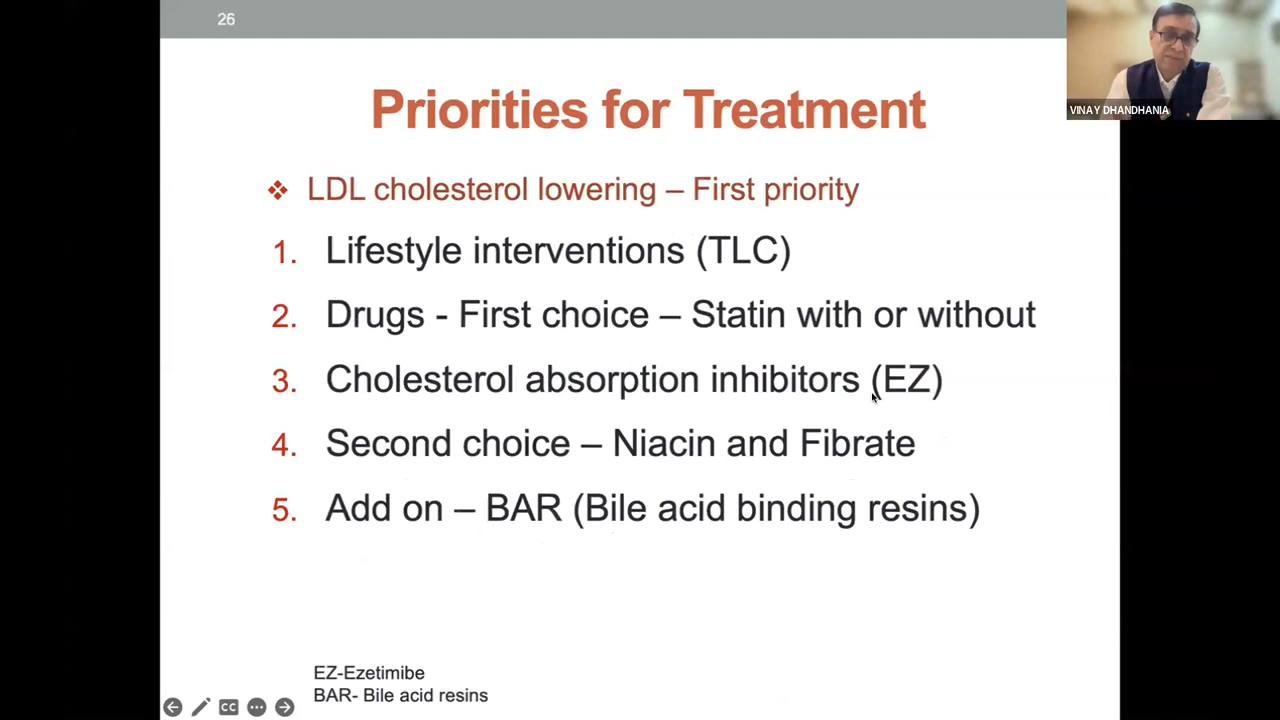 26
VINAY DHANDHANIA
Priorities for Treatment
❖ LDL cholesterol lowering – First priority
1. Lifestyle interventions (TLC)
2. Drugs - First choice – Statin with or without
3. Cholesterol absorption inhibitors (EZ)
4. Second choice – Niacin and Fibrate
5. Add on – BAR (Bile acid binding resins)
EZ-Ezetimibe
BAR- Bile acid resins
CC